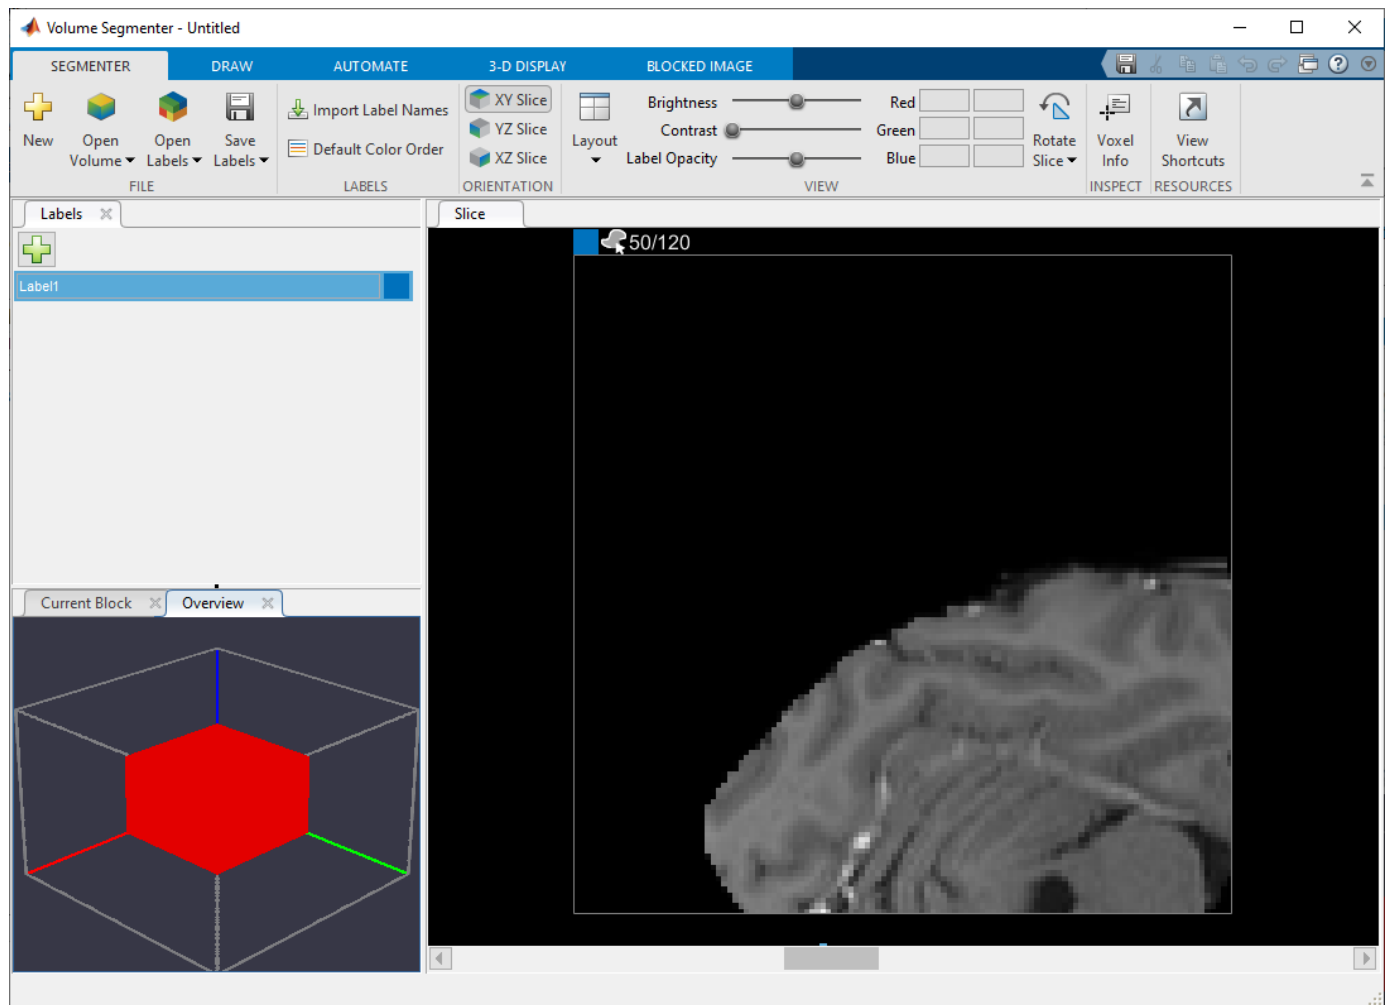 Volume Segmenter - Untitled
SEGMENTER DRAW AUTOMATE 3-D DISPLAY BLOCKED IMAGE
New
Open Volume
Open Labels
Save Labels
FILE
Import Label Names
Default Color Order
LABELS
XY Slice
YZ Slice
XZ Slice
ORIENTATION
Layout
Brightness
Contrast
Label Opacity
Red
Green
Blue
Rotate Slice
VIEW
Voxel Info
INSPECT
View Shortcuts
RESOURCES
Labels
Label1
Slice
50/120
Current Block
Overview